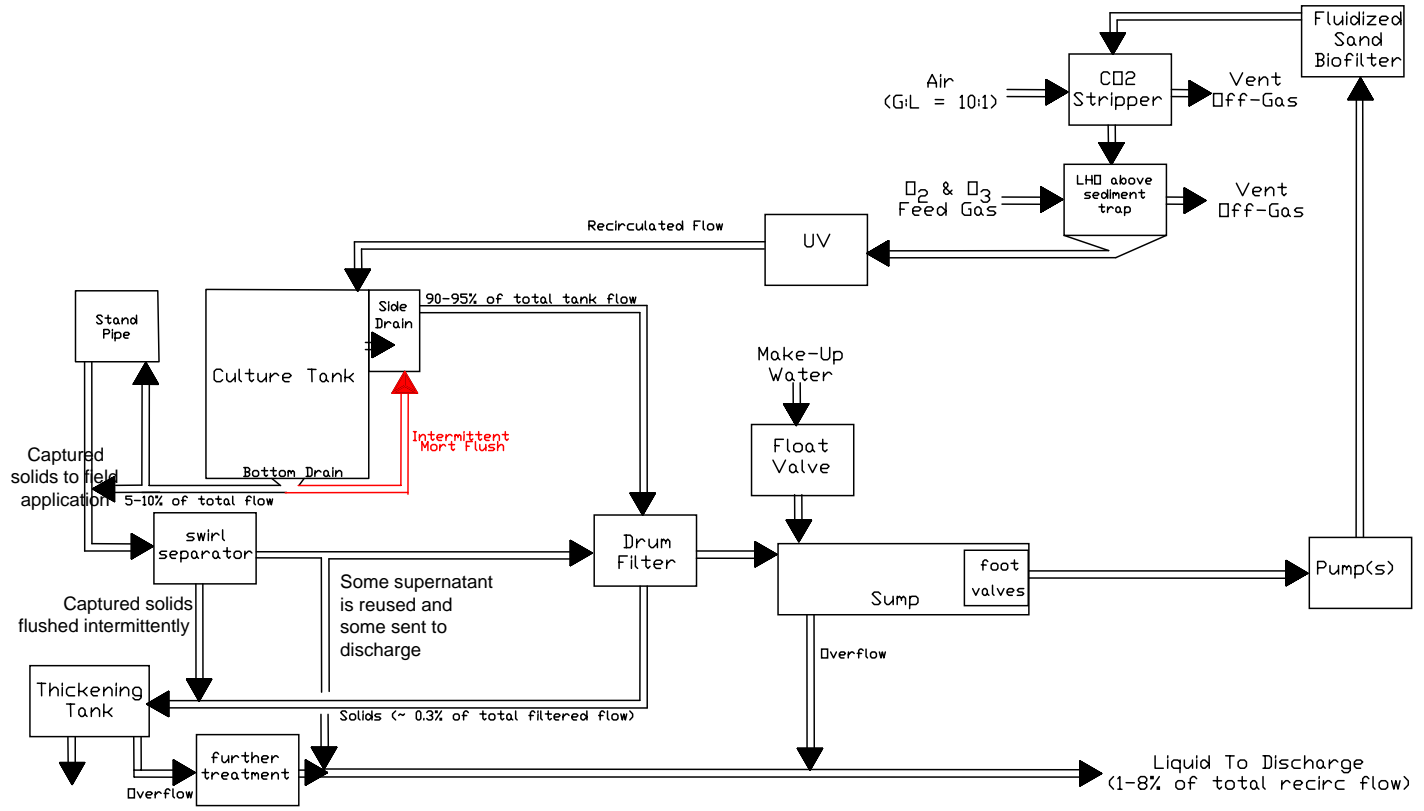 Fluidized
Sand
Biofilter
Air
(G:L = 10:1)
C□2
Stripper
Vent
□ff-Gas
□2 & □3
Feed Gas
LH□ above
sediment
trap
Vent
□ff-Gas
Recirculated Flow
UV
Stand
Pipe
Culture Tank
Side
Drain
90-95% of total tank flow
Make-Up
Water
Intermittent
Mort Flush
Float
Valve
Captured
solids to field
application
Bottom Drain
5-10% of total flow
swirl
separator
Drum
Filter
foot
valves
Sump
Pump(s)
Captured solids
flushed intermittently
Some supernatant
is reused and
some sent to
discharge
□verflow
Thickening
Tank
Solids (~ 0.3% of total filtered flow)
further
treatment
□verflow
Liquid To Discharge
(1-8% of total recirc flow)